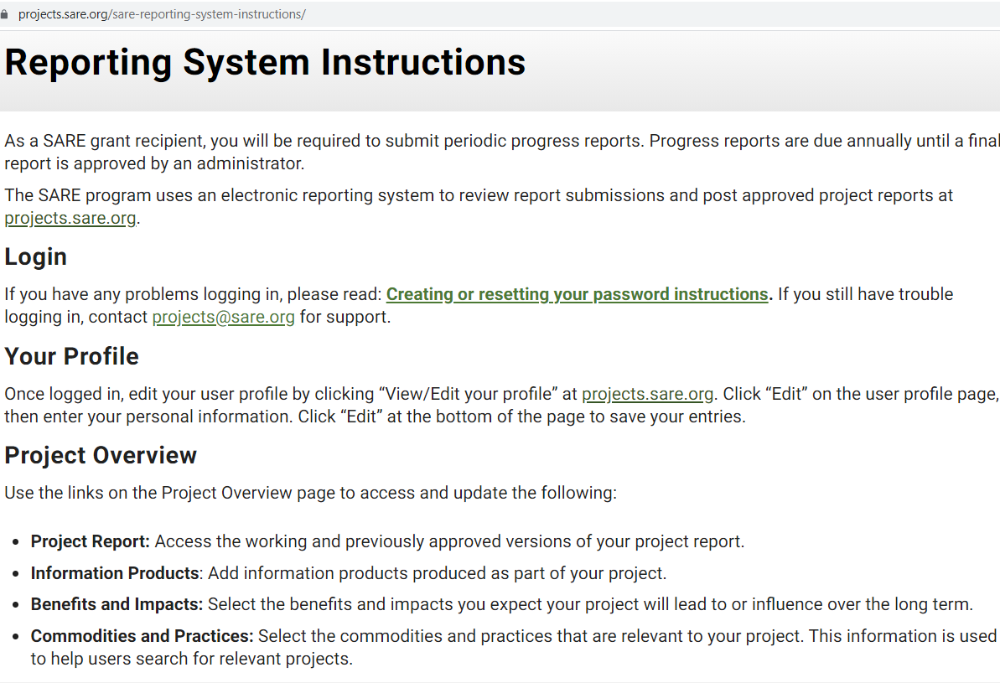 projects.sare.org/sare-reporting-system-instructions/
Reporting System Instructions
As a SARE grant recipient, you will be required to submit periodic progress reports. Progress reports are due annually until a final
report is approved by an administrator.
The SARE program uses an electronic reporting system to review report submissions and post approved project reports at
projects.sare.org.
Login
If you have any problems logging in, please read: Creating or resetting your password instructions. If you still have trouble
logging in, contact projects@sare.org for support.
Your Profile
Once logged in, edit your user profile by clicking “View/Edit your profile” at projects.sare.org. Click “Edit” on the user profile page,
then enter your personal information. Click “Edit” at the bottom of the page to save your entries.
Project Overview
Use the links on the Project Overview page to access and update the following:
• Project Report: Access the working and previously approved versions of your project report.
• Information Products: Add information products produced as part of your project.
• Benefits and Impacts: Select the benefits and impacts you expect your project will lead to or influence over the long term.
• Commodities and Practices: Select the commodities and practices that are relevant to your project. This information is used
to help users search for relevant projects.